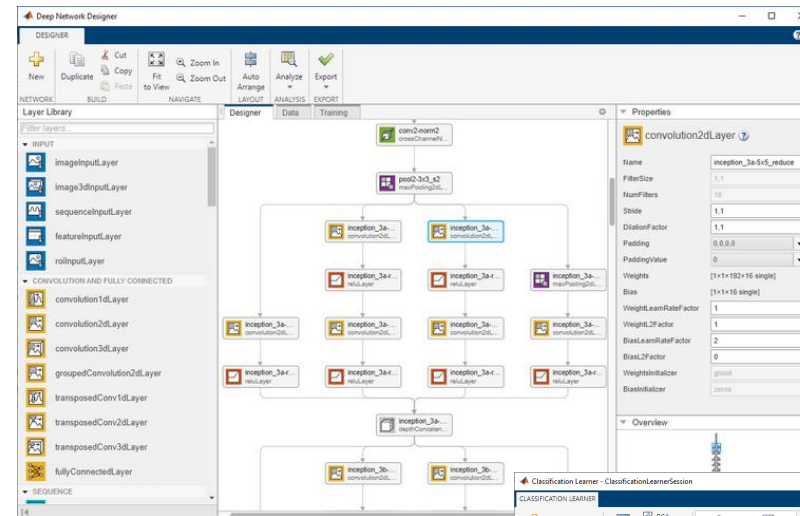 Deep Network Designer
DESIGNER
New
Duplicate
Cut
Copy
Paste
Fit to View
Zoom In
Zoom Out
Auto Arrange
Analyze
Export
NETWORK BUILD NAVIGATE LAYOUT ANALYSIS EXPORT
Layer Library
Filter layers...
INPUT
imageInputLayer
image3dInputLayer
sequenceInputLayer
featureInputLayer
roiInputLayer
CONVOLUTION AND FULLY CONNECTED
convolution1dLayer
convolution2dLayer
convolution3dLayer
groupedConvolution2dLayer
transposedConv1dLayer
transposedConv2dLayer
transposedConv3dLayer
fullyConnectedLayer
SEQUENCE
Designer Data Training
conv2-norm2
crossChannelN...
pool2-3x3_s2
maxPooling2dL...
inception_3a-... inception_3a-...
convolution2dL... convolution2dL...
inception_3a-r... inception_3a-r... inception_3a-...
reluLayer reluLayer maxPooling2dL...
inception_3a-... inception_3a-... inception_3a-... inception_3a-...
convolution2dL... convolution2dL... convolution2dL... convolution2dL...
inception_3a-r... inception_3a-r... inception_3a-r... inception_3a-r...
reluLayer reluLayer reluLayer reluLayer
inception_3a-...
depthConcaten...
inception_3b-... inception_3b-...
convolution2dL... convolution2dL...
Properties
convolution2dLayer
Name inception_3a-5x5_reduce
FilterSize 1,1
NumFilters 16
Stride 1,1
DilationFactor 1,1
Padding 0,0,0,0
PaddingValue 0
Weights [1×1×192×16 single]
Bias [1×1×16 single]
WeightLearnRateFactor 1
WeightL2Factor 1
BiasLearnRateFactor 2
BiasL2Factor 0
WeightsInitializer glorot
BiasInitializer zeros
Overview
Classification Learner - ClassificationLearnerSession
CLASSIFICATION LEARNER